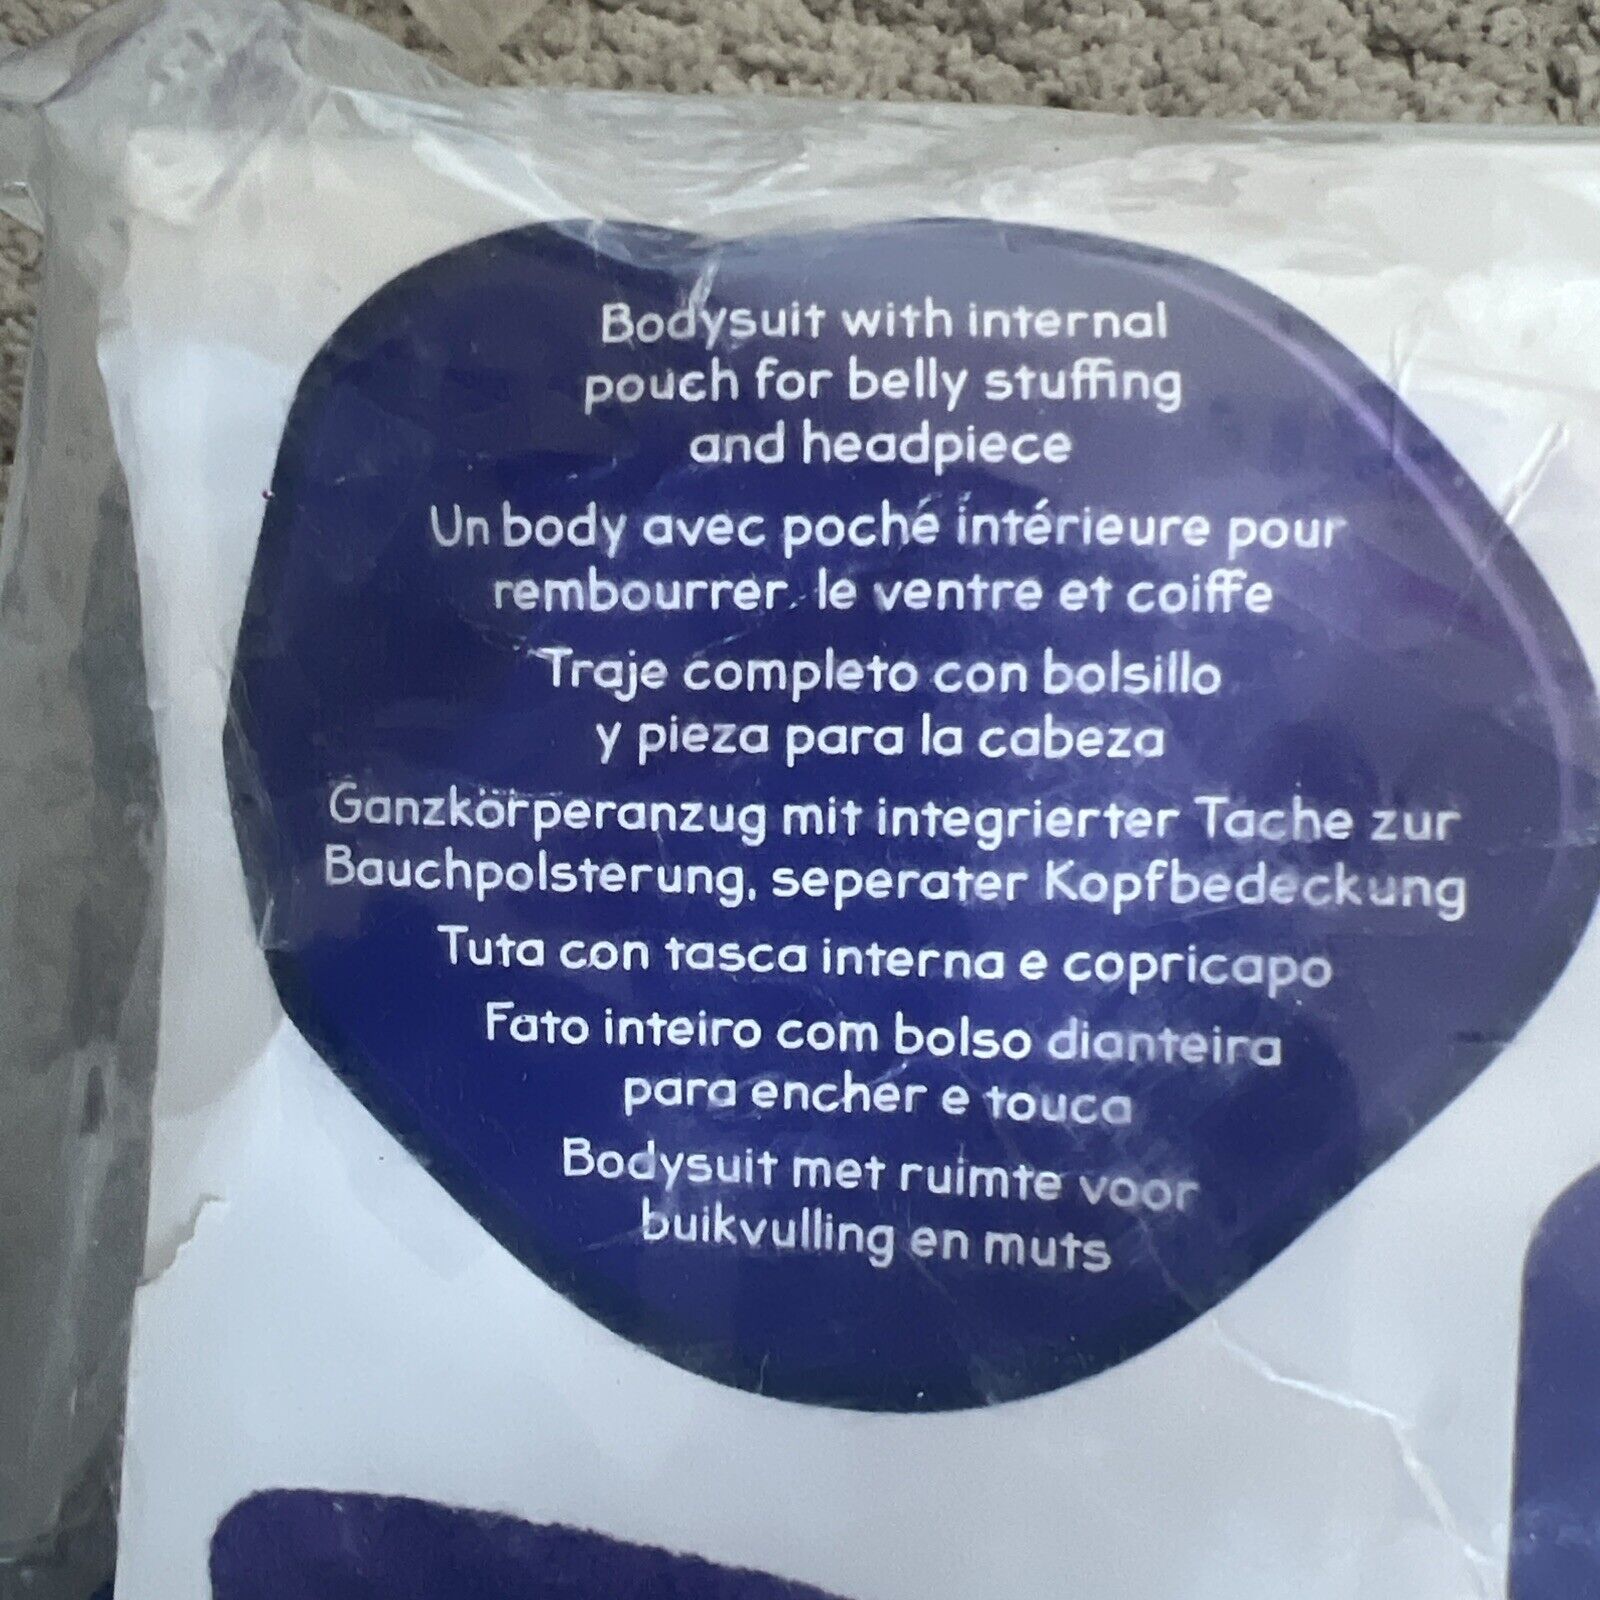 Bodysuit with internal
pouch for belly stuffing
and headpiece
Un body avec poché intérieure pour
rembourrer le ventre et coiffe
Traje completo con bolsillo
y pieza para la cabeza
Ganzkörperanzug mit integrierter Tache zur
Bauchpolsterung, seperater Kopfbedeckung
Tuta con tasca interna e copricapo
Fato inteiro com bolso dianteira
para encher e touca
Bodysuit met ruimte voor
buikvulling en muts